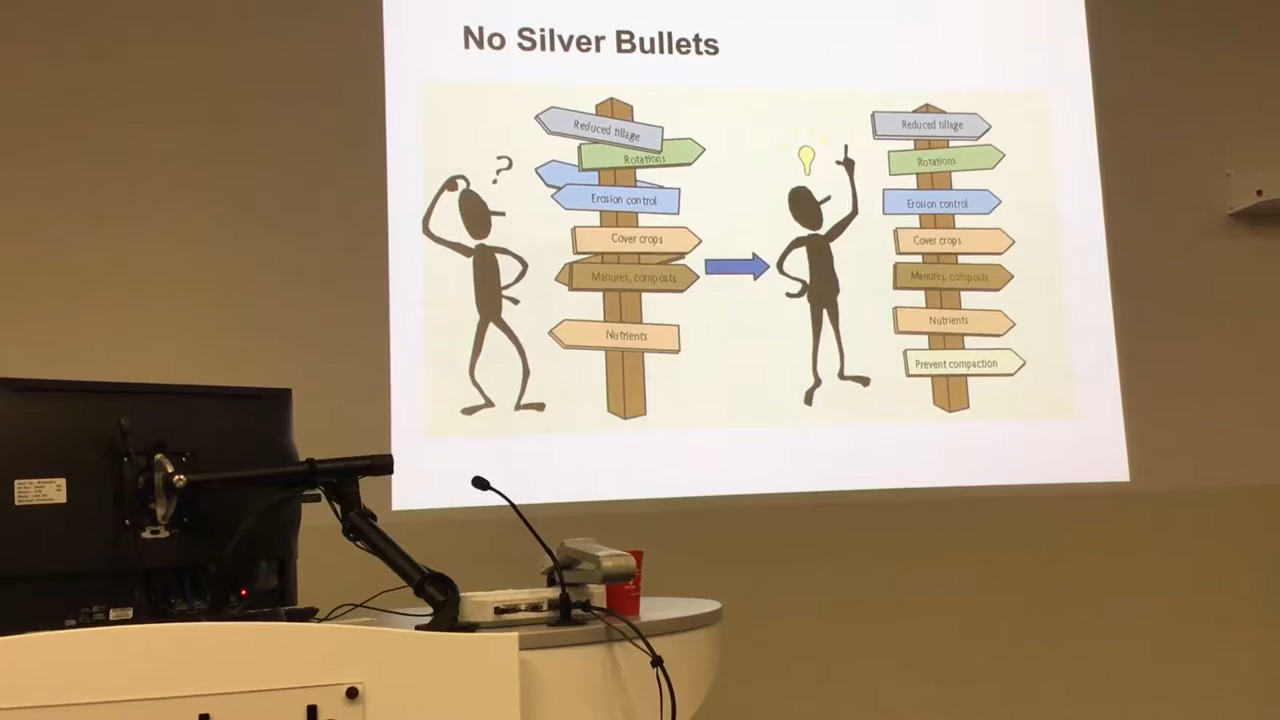 No Silver Bullets
?
Reduced tillage
Rotations
Erosion control
Cover crops
Manures, composts
Nutrients
Reduced tillage
Rotations
Erosion control
Cover crops
Manures, composts
Nutrients
Prevent compaction